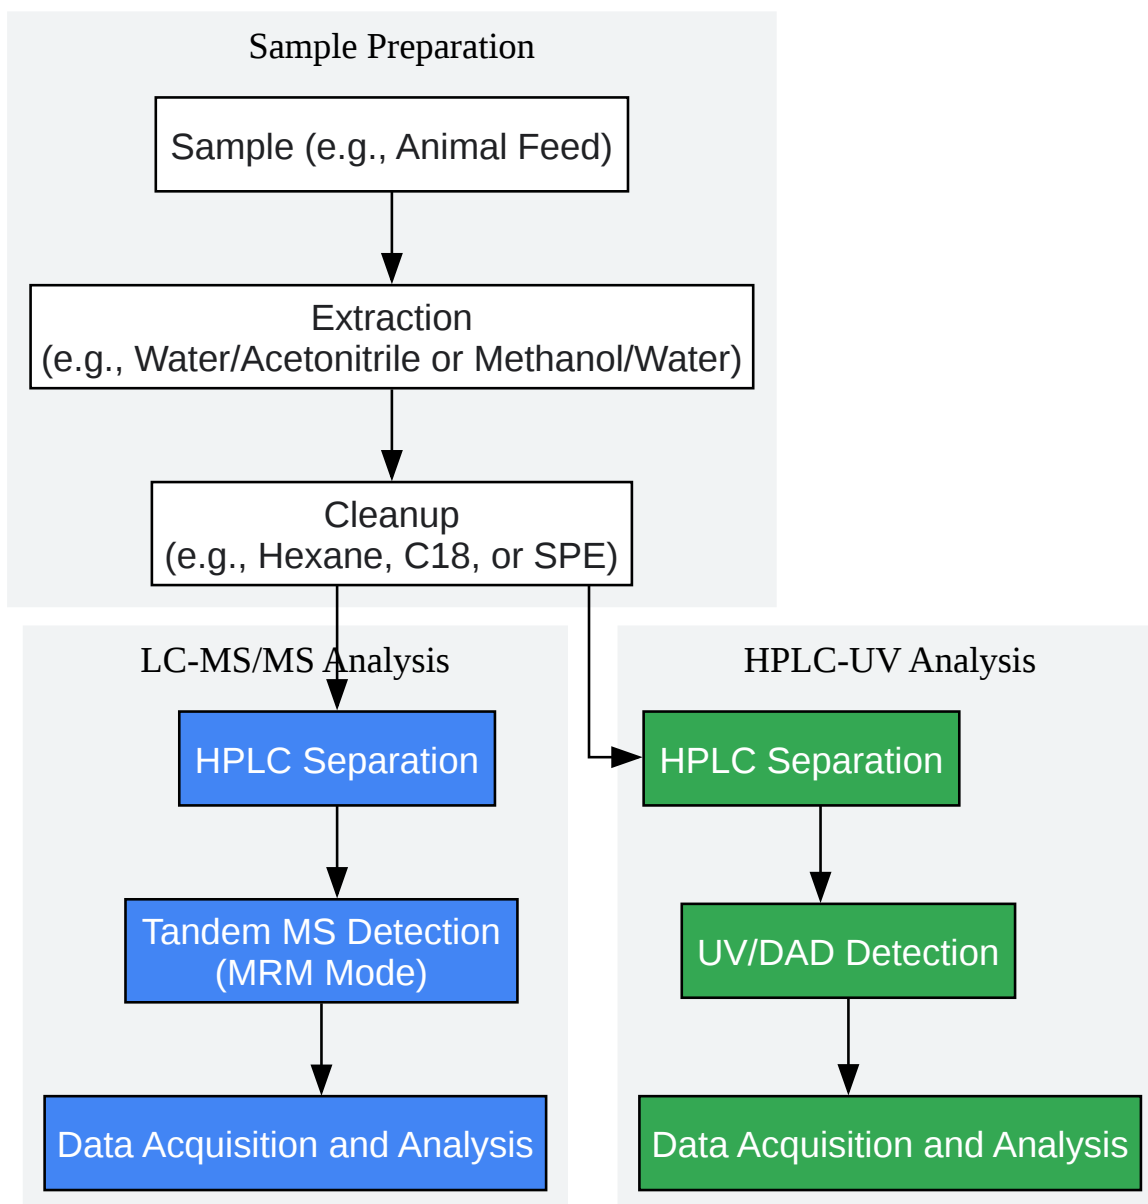 Sample Preparation
Sample (e.g., Animal Feed)
Extraction
(e.g., Water/Acetonitrile or Methanol/Water)
Cleanup
(e.g., Hexane, C18, or SPE)
LC-MS/MS Analysis
HPLC Separation
Tandem MS Detection
(MRM Mode)
Data Acquisition and Analysis
HPLC-UV Analysis
HPLC Separation
UV/DAD Detection
Data Acquisition and Analysis